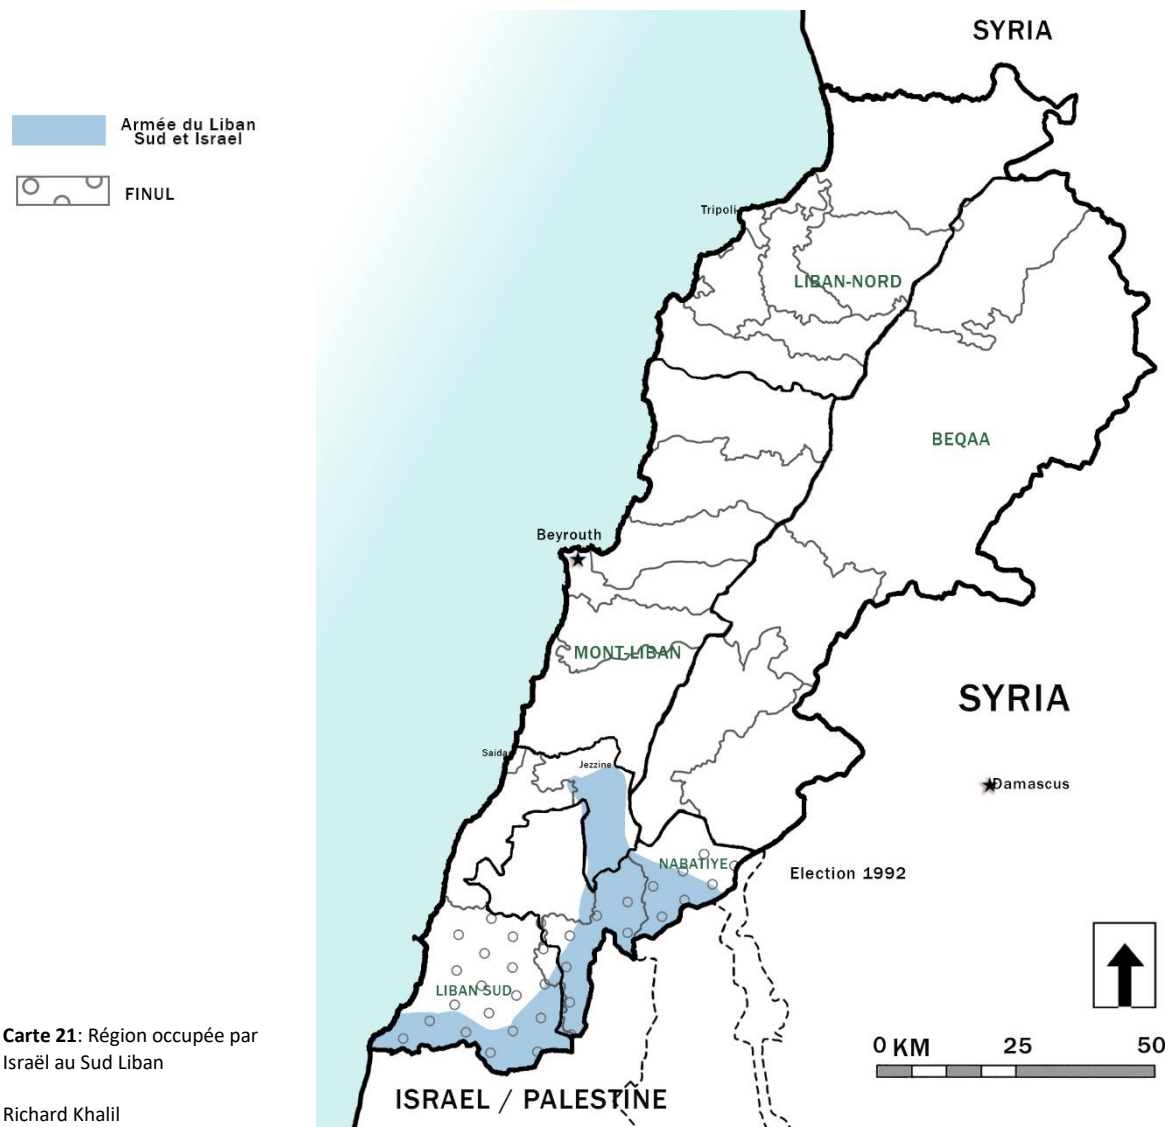 SYRIA
Armée du Liban
Sud et Israel
FINUL
Tripoli
LIBAN-NORD
BEQAA
Beyrouth
MONT-LIBAN
SYRIA
Saida
Jezzine
Damascus
NABATIYE
Election 1992
LIBAN SUD
Carte 21: Région occupée par
Israël au Sud Liban
0 KM 25 50
ISRAEL / PALESTINE
Richard Khalil